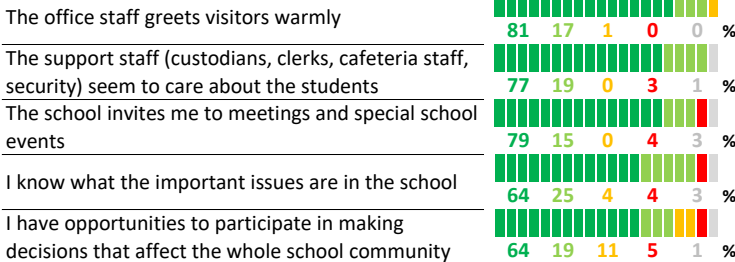 The office staff greets visitors warmly
81 17 1 0 0 %
The support staff (custodians, clerks, cafeteria staff,
security) seem to care about the students
77 19 0 3 1 %
The school invites me to meetings and special school
events
79 15 0 4 3 %
I know what the important issues are in the school
64 25 4 4 3 %
I have opportunities to participate in making
decisions that affect the whole school community
64 19 11 5 1 %